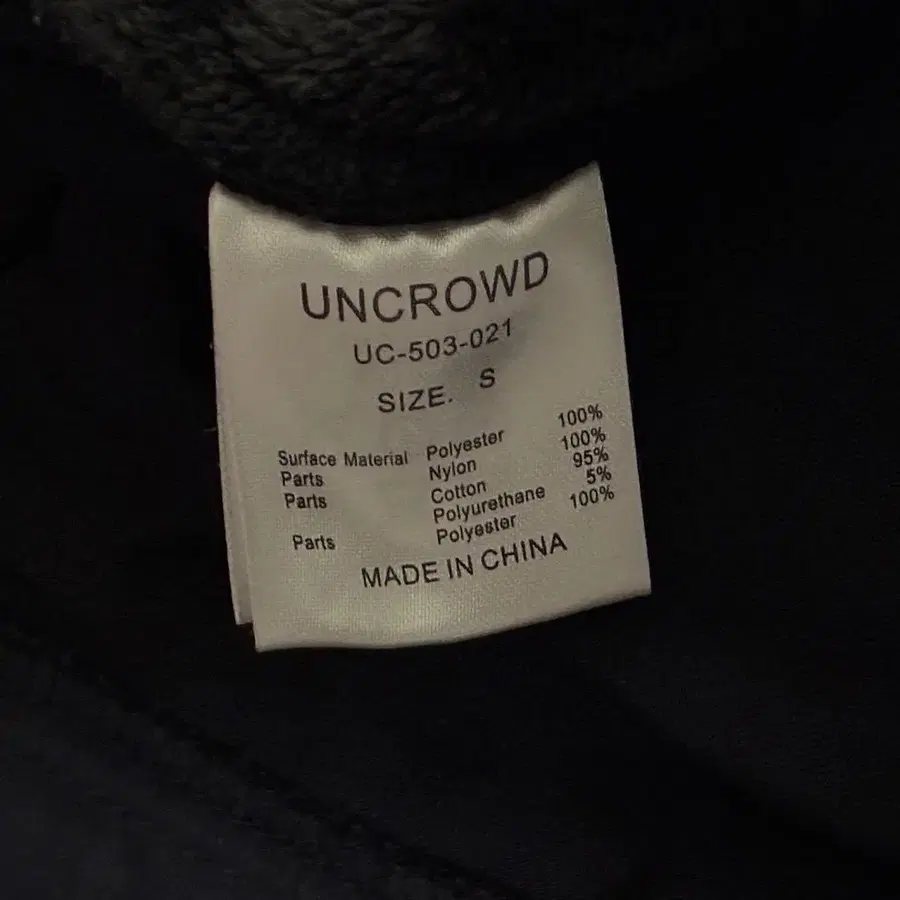 UNCROWD
UC-503-021
SIZE. S
Surface Material Polyester 100%
Parts Nylon 100%
Parts Cotton 95%
Polyurethane 5%
Parts Polyester 100%
MADE IN CHINA